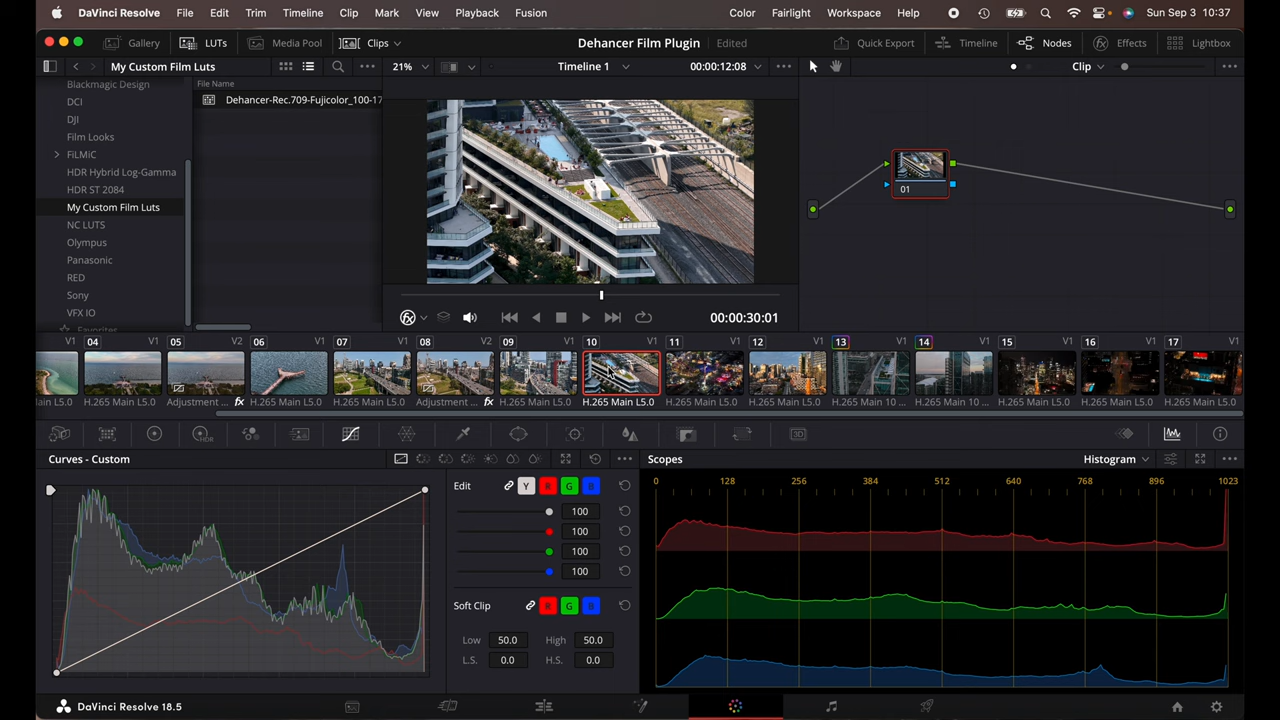 DaVinci Resolve File Edit Trim Timeline Clip Mark View Playback Fusion Color Fairlight Workspace Help Sun Sep 3 10:37
Gallery LUTs Media Pool Clips Dehancer Film Plugin Edited Quick Export Timeline Nodes Effects Lightbox
My Custom Film Luts 21% Timeline 1 00:00:12:08 Clip
Blackmagic Design
DCI
DJI
Film Looks
FiLMiC
HDR Hybrid Log-Gamma
HDR ST 2084
My Custom Film Luts
NC LUTS
Olympus
Panasonic
RED
Sony
VFX IO
Favorites
File Name
Dehancer-Rec.709-Fujicolor_100-17
01
00:00:30:01
V1 04 V1 05 V2 06 V1 07 V1 08 V2 09 V1 10 V1 11 V1 12 V1 13 V1 14 V1 15 V1 16 V1 17 V1
ain L5.0 H.265 Main L5.0 Adjustment ... fx H.265 Main L5.0 H.265 Main L5.0 Adjustment ... fx H.265 Main L5.0 H.265 Main L5.0 H.265 Main L5.0 H.265 Main L5.0 H.265 Main 10 ... H.265 Main 10 ... H.265 Main L5.0 H.265 Main L5.0 H.265 Main L5.0
Curves - Custom
Edit Y R G B
100
100
100
100
Soft Clip R G B
Low 50.0 High 50.0
L.S. 0.0 H.S. 0.0
Scopes Histogram
0 128 256 384 512 640 768 896 1023
DaVinci Resolve 18.5